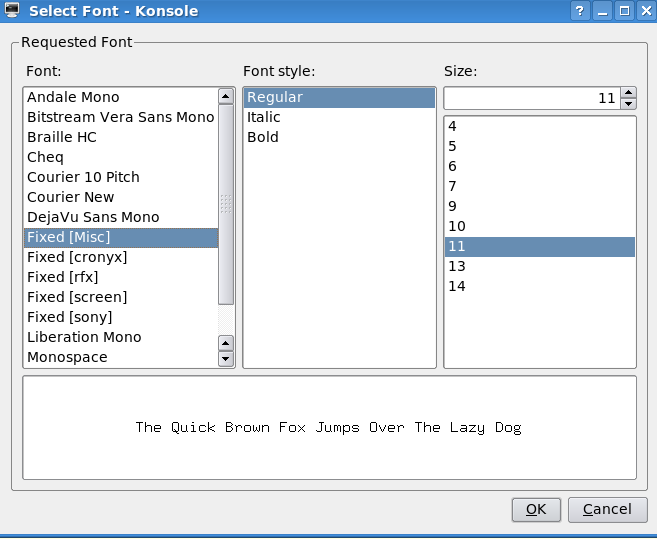 Select Font - Konsole
?
Requested Font
Font:
Font style:
Size:
Andale Mono
Bitstream Vera Sans Mono
Braille HC
Cheq
Courier 10 Pitch
Courier New
DejaVu Sans Mono
Fixed [Misc]
Fixed [cronyx]
Fixed [rfx]
Fixed [screen]
Fixed [sony]
Liberation Mono
Monospace
Regular
Italic
Bold
11
4
5
6
7
9
10
11
13
14
The Quick Brown Fox Jumps Over The Lazy Dog
OK
Cancel